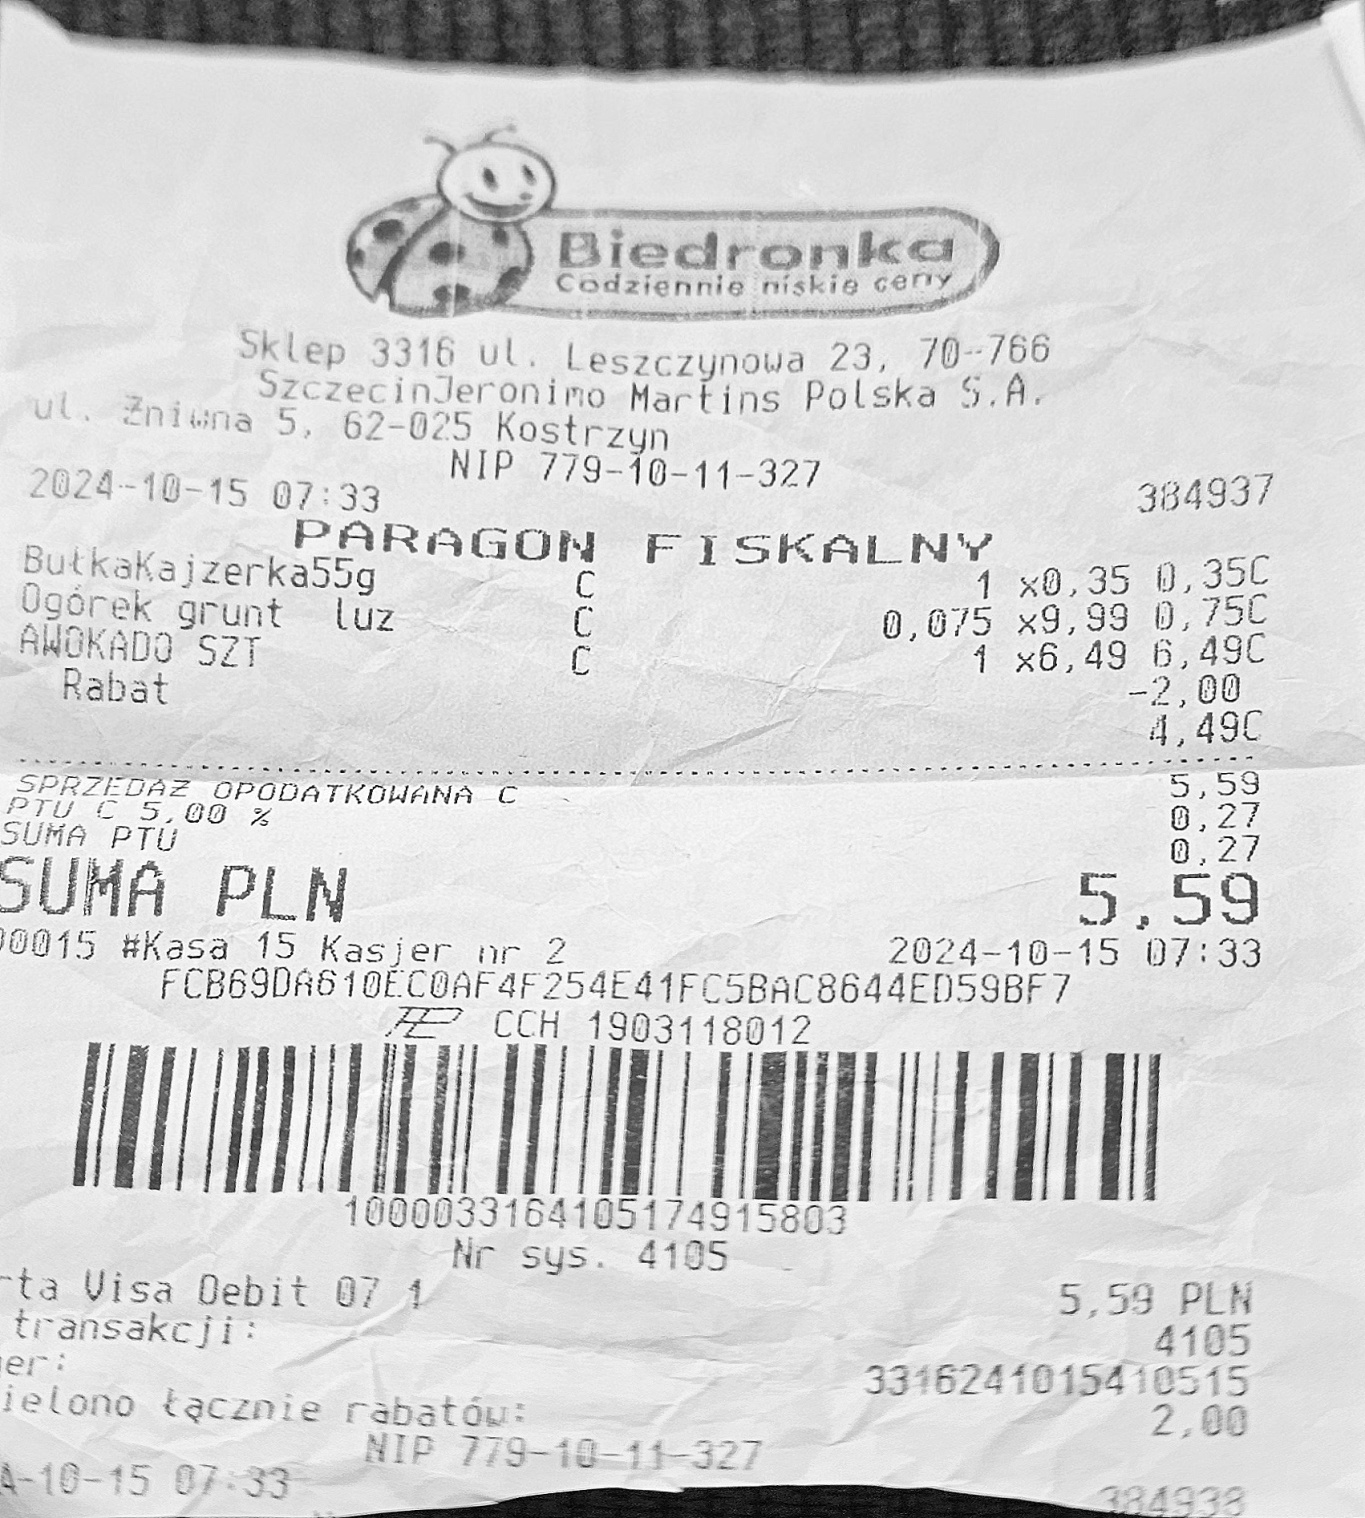 Biedronka
Codziennie niskie ceny
Sklep 3316 ul. Leszczynowa 23, 70-766
SzczecinJeronimo Martins Polska S.A.
ul. Żniwna 5, 62-025 Kostrzyn
NIP 779-10-11-327
2024-10-15 07:33 384937
PARAGON FISKALNY
BułkaKajzerka55g C 1 x0,35 0,35C
Ogórek grunt luz C 0,075 x9,99 0,75C
AWOKADO SZT C 1 x6,49 6,49C
Rabat -2,00
4,49C
SPRZEDAŻ OPODATKOWANA C 5,59
PTU C 5,00 % 0,27
SUMA PTU 0,27
SUMA PLN 5,59
00015 #Kasa 15 Kasjer nr 2 2024-10-15 07:33
FCB69DA610EC0AF4F254E41FC5BAC8644ED59BF7
CCH 1903118012
1000033164105174915803
Nr sys. 4105
rta Visa Debit 07 1 5,59 PLN
transakcji: 4105
er: 3316241015410515
ielono łącznie rabatów: 2,00
NIP 779-10-11-327
4-10-15 07:33 384938